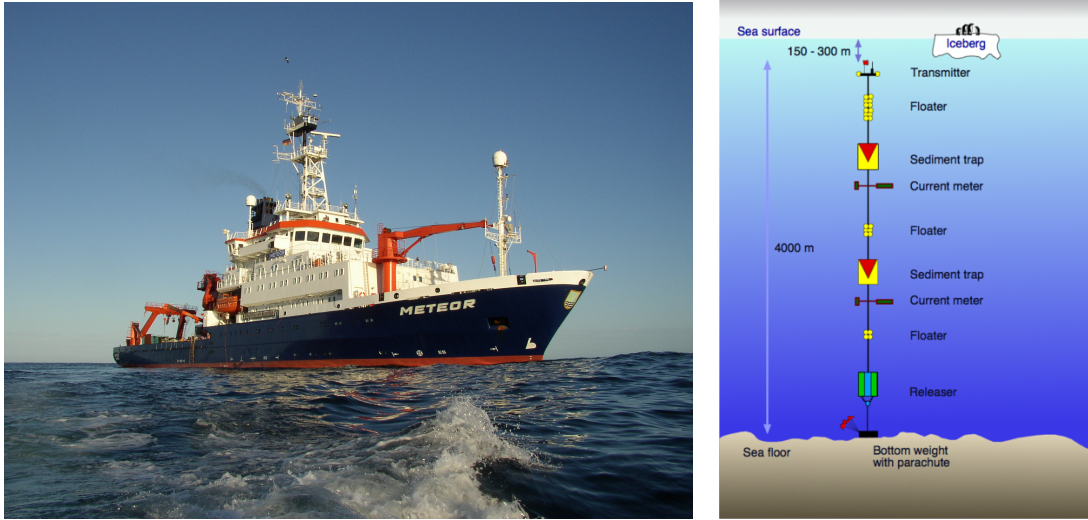 METEOR
Sea surface
150 - 300 m
Iceberg
Transmitter
Floater
Sediment trap
Current meter
Floater
4000 m
Sediment trap
Current meter
Floater
Releaser
Sea floor
Bottom weight
with parachute